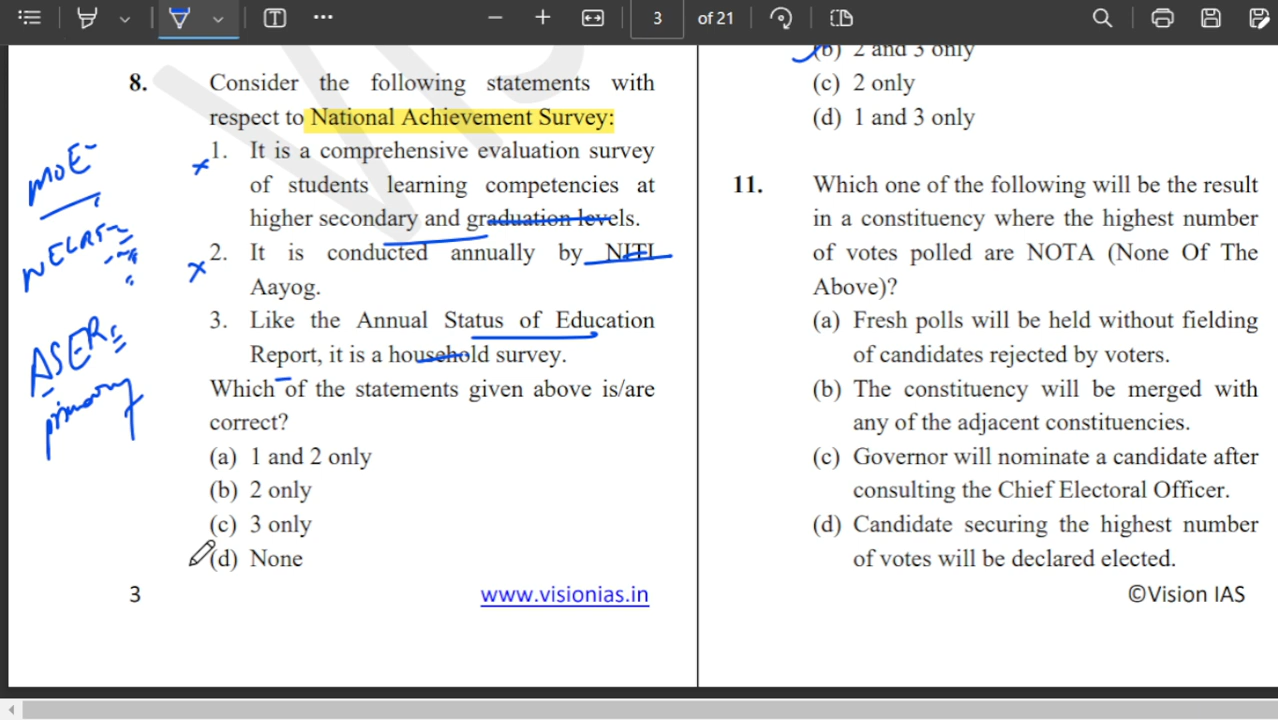 3 of 21
8. Consider the following statements with
respect to National Achievement Survey:
1. It is a comprehensive evaluation survey
of students learning competencies at
higher secondary and graduation levels.
2. It is conducted annually by NITI
Aayog.
3. Like the Annual Status of Education
Report, it is a household survey.
Which of the statements given above is/are
correct?
(a) 1 and 2 only
(b) 2 only
(c) 3 only
(d) None
MOE
ASER
primary
3
www.visionias.in
(b) 2 and 3 only
(c) 2 only
(d) 1 and 3 only
11. Which one of the following will be the result
in a constituency where the highest number
of votes polled are NOTA (None Of The
Above)?
(a) Fresh polls will be held without fielding
of candidates rejected by voters.
(b) The constituency will be merged with
any of the adjacent constituencies.
(c) Governor will nominate a candidate after
consulting the Chief Electoral Officer.
(d) Candidate securing the highest number
of votes will be declared elected.
©Vision IAS